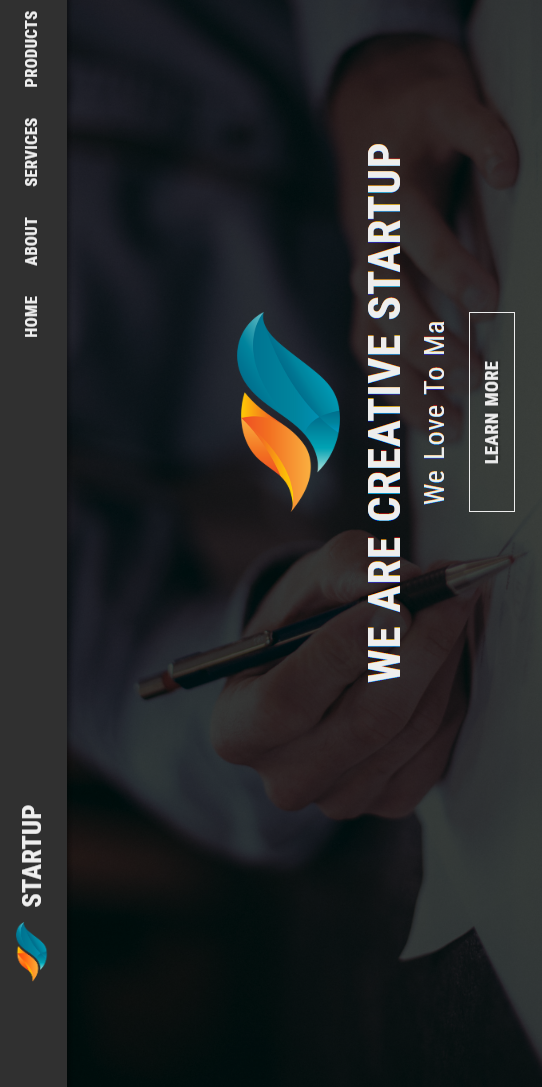 STARTUP
HOME ABOUT SERVICES PRODUCTS
WE ARE CREATIVE STARTUP
We Love To Ma
LEARN MORE